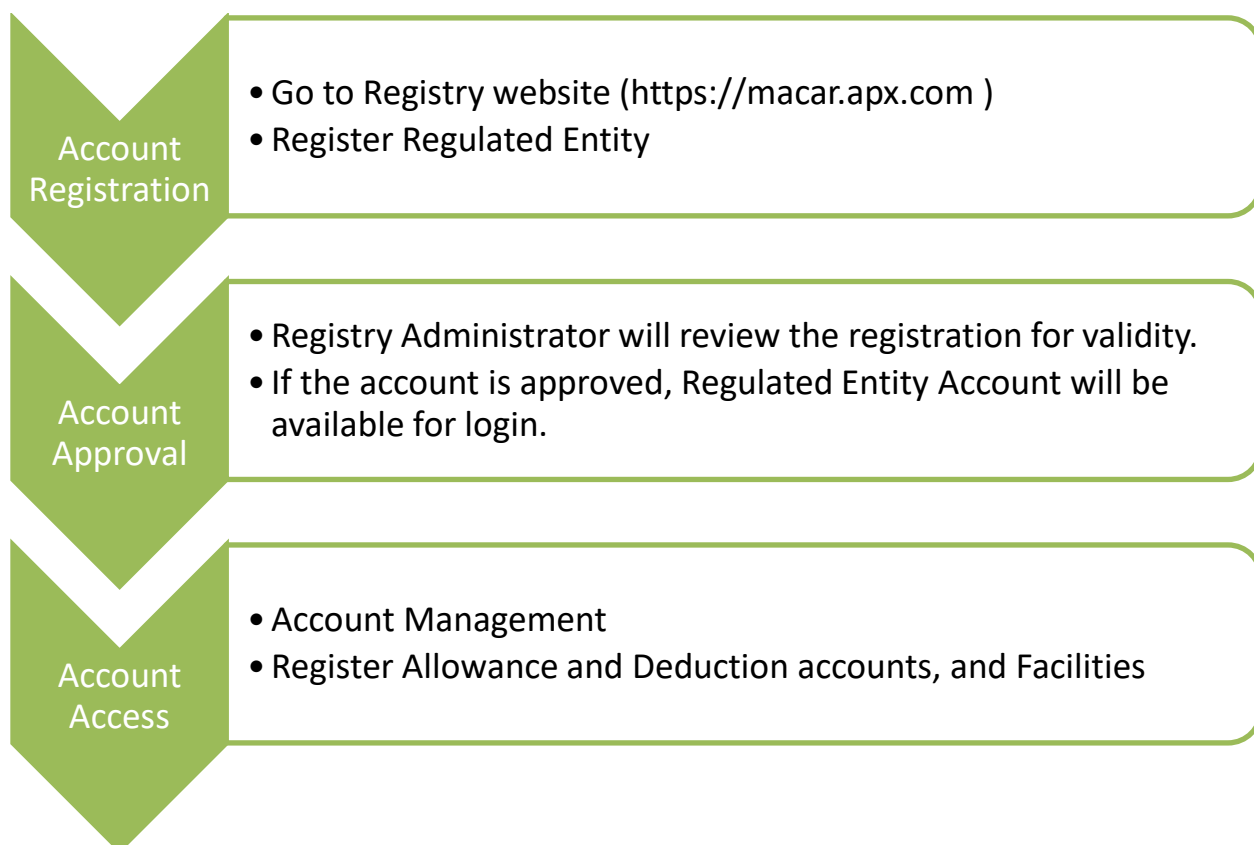 Account
Registration
• Go to Registry website (https://macar.apx.com )
• Register Regulated Entity
Account
Approval
• Registry Administrator will review the registration for validity.
• If the account is approved, Regulated Entity Account will be
available for login.
Account
Access
• Account Management
• Register Allowance and Deduction accounts, and Facilities